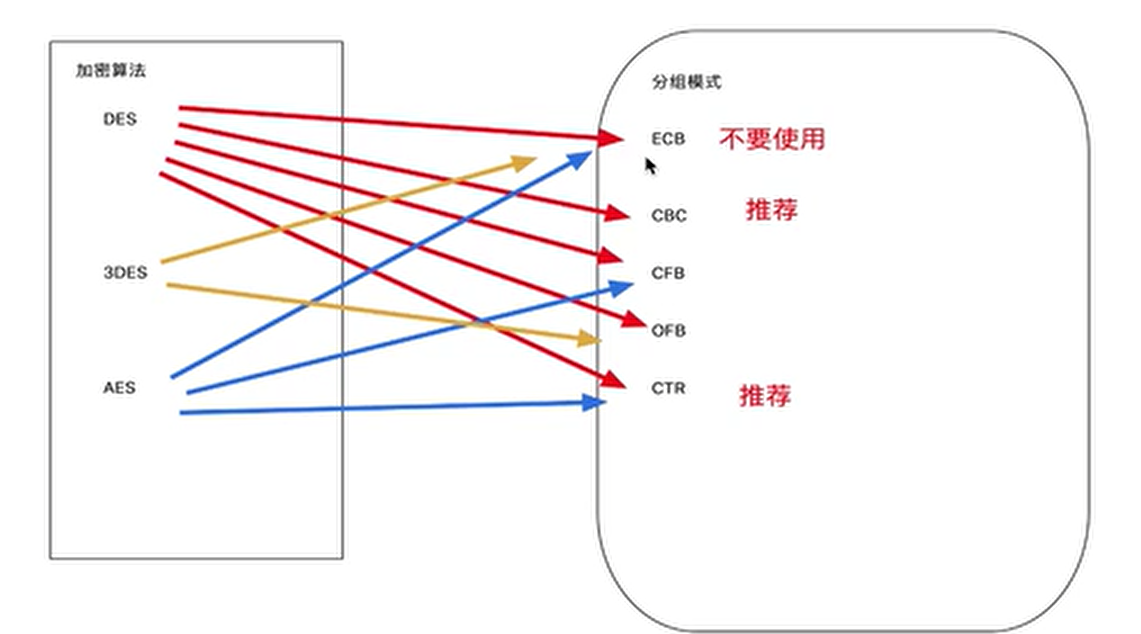 加密算法
DES
3DES
AES
分组模式
ECB 不要使用
CBC 推荐
CFB
OFB
CTR 推荐